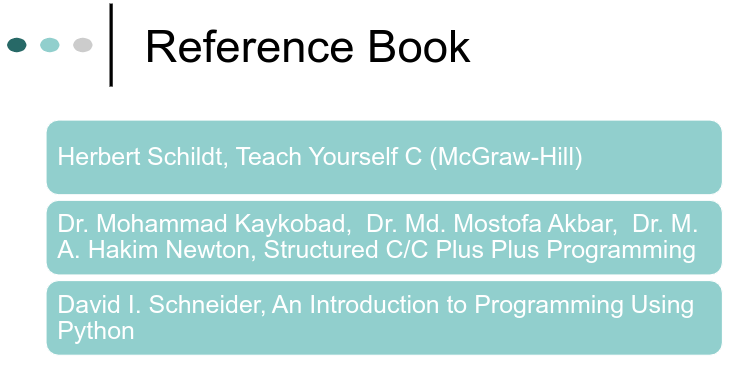 Reference Book
Herbert Schildt, Teach Yourself C (McGraw-Hill)
Dr. Mohammad Kaykobad,  Dr. Md. Mostofa Akbar,  Dr. M.
A. Hakim Newton, Structured C/C Plus Plus Programming
David I. Schneider, An Introduction to Programming Using
Python